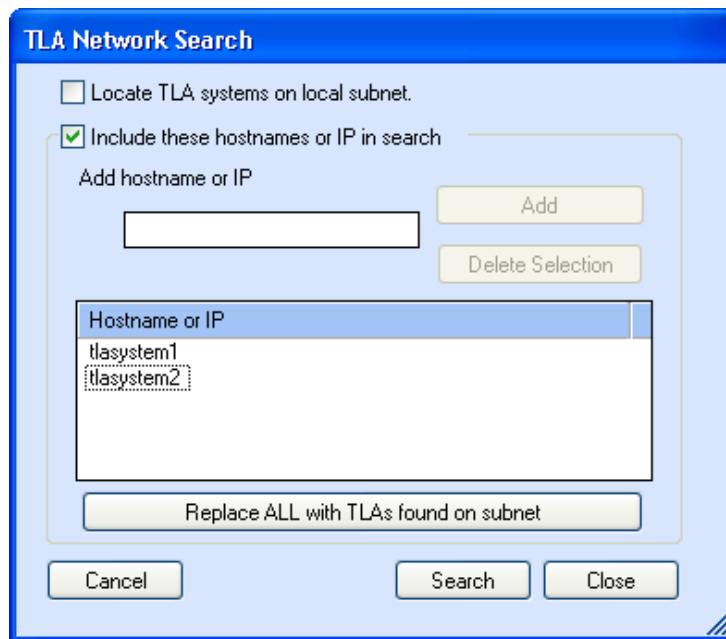 TLA Network Search
Locate TLA systems on local subnet.
Include these hostnames or IP in search
Add hostname or IP
Add
Delete Selection
Hostname or IP
tlasystem1
tlasystem2
Replace ALL with TLAs found on subnet
Cancel
Search
Close